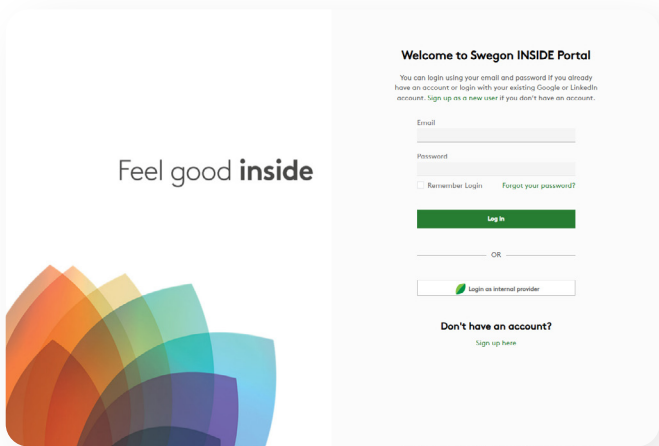 Feel good inside
Welcome to Swegon INSIDE Portal
You can login using your email and password if you already
have an account or login with your existing Google or LinkedIn
account. Sign up as a new user if you don't have an account.
Email
Password
Remember Login Forgot your password?
Log in
OR
Login as internal provider
Don't have an account?
Sign up here